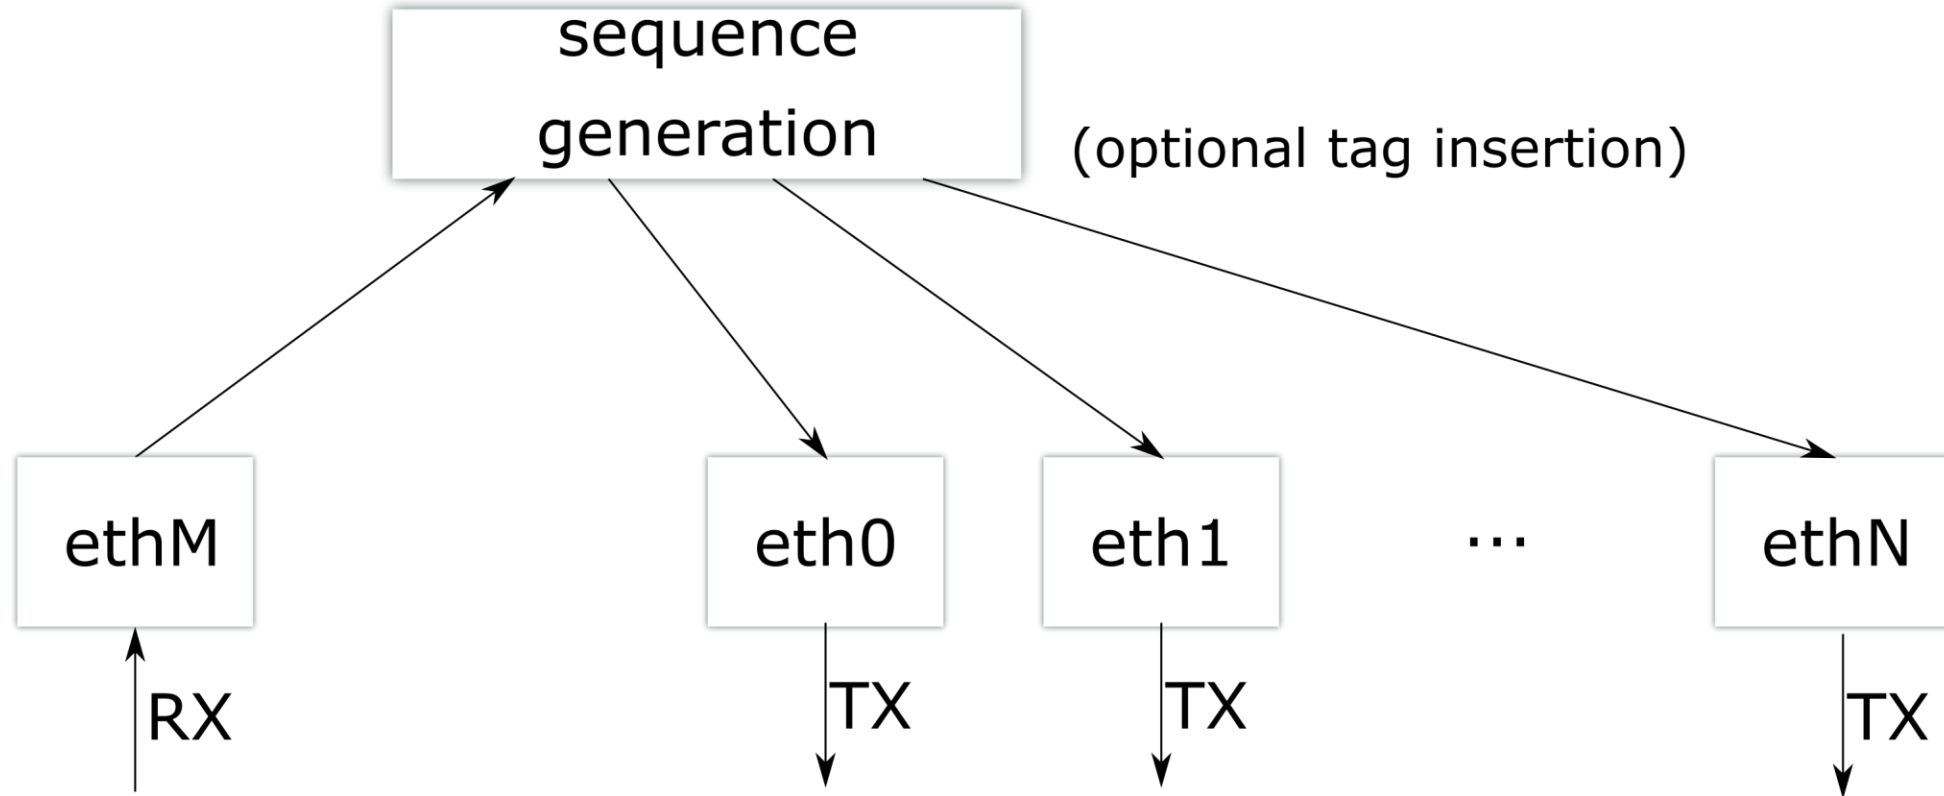 sequence
generation
(optional tag insertion)
ethM
eth0
eth1
...
ethN
RX
TX
TX
TX